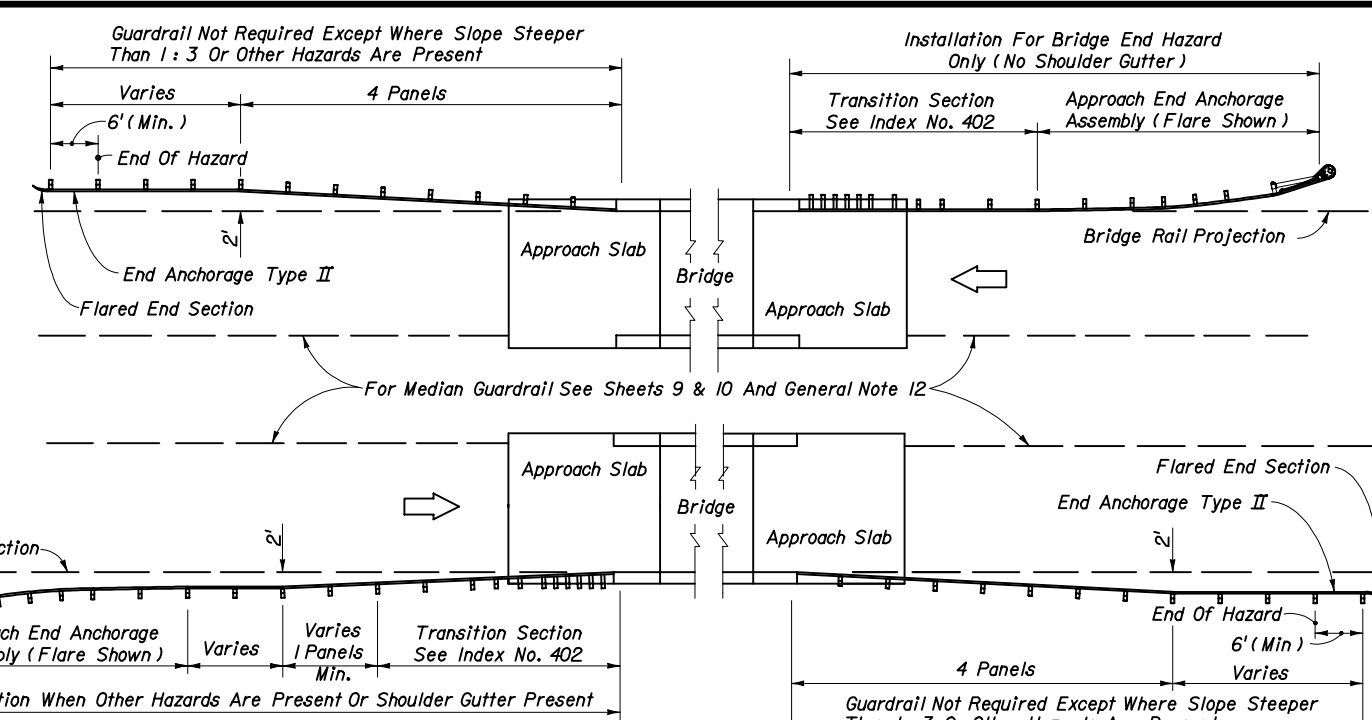 Guardrail Not Required Except Where Slope Steeper
Than 1 : 3 Or Other Hazards Are Present
Varies
4 Panels
6' (Min.)
End Of Hazard
2'
End Anchorage Type II
Flared End Section
Installation For Bridge End Hazard
Only (No Shoulder Gutter)
Transition Section
See Index No. 402
Approach End Anchorage
Assembly (Flare Shown)
Bridge Rail Projection
Approach Slab
Bridge
Approach Slab
For Median Guardrail See Sheets 9 & 10 And General Note 12
Approach Slab
Bridge
Approach Slab
Flared End Section
End Anchorage Type II
2'
2'
End Of Hazard
6' (Min)
End Anchorage
(Flare Shown)
Varies
Varies
1 Panels
Min.
Transition Section
See Index No. 402
4 Panels
Varies
When Other Hazards Are Present Or Shoulder Gutter Present
Guardrail Not Required Except Where Slope Steeper